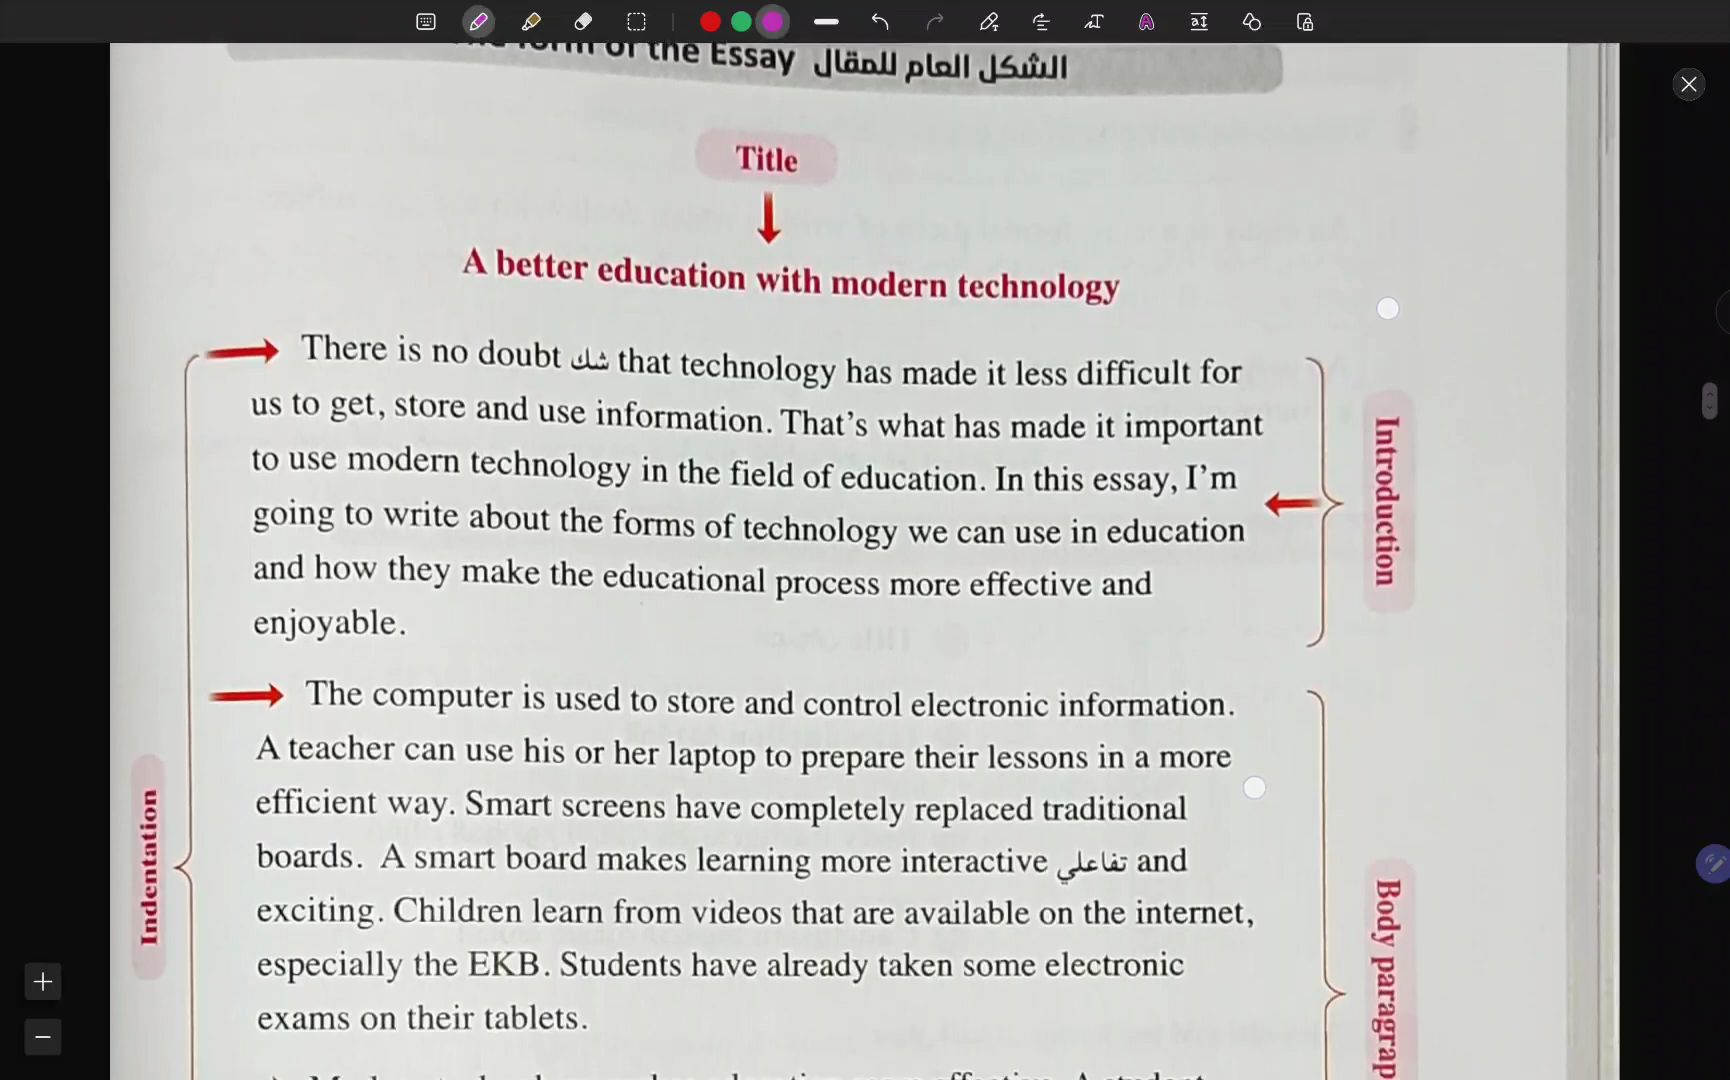 form of the Essay الشكل العام للمقال
Title
A better education with modern technology
There is no doubt شك that technology has made it less difficult for
us to get, store and use information. That's what has made it important
to use modern technology in the field of education. In this essay, I'm
going to write about the forms of technology we can use in education
and how they make the educational process more effective and
enjoyable.
Introduction
The computer is used to store and control electronic information.
A teacher can use his or her laptop to prepare their lessons in a more
efficient way. Smart screens have completely replaced traditional
boards. A smart board makes learning more interactive تفاعلي and
exciting. Children learn from videos that are available on the internet,
especially the EKB. Students have already taken some electronic
exams on their tablets.
Indentation
Body paragrap